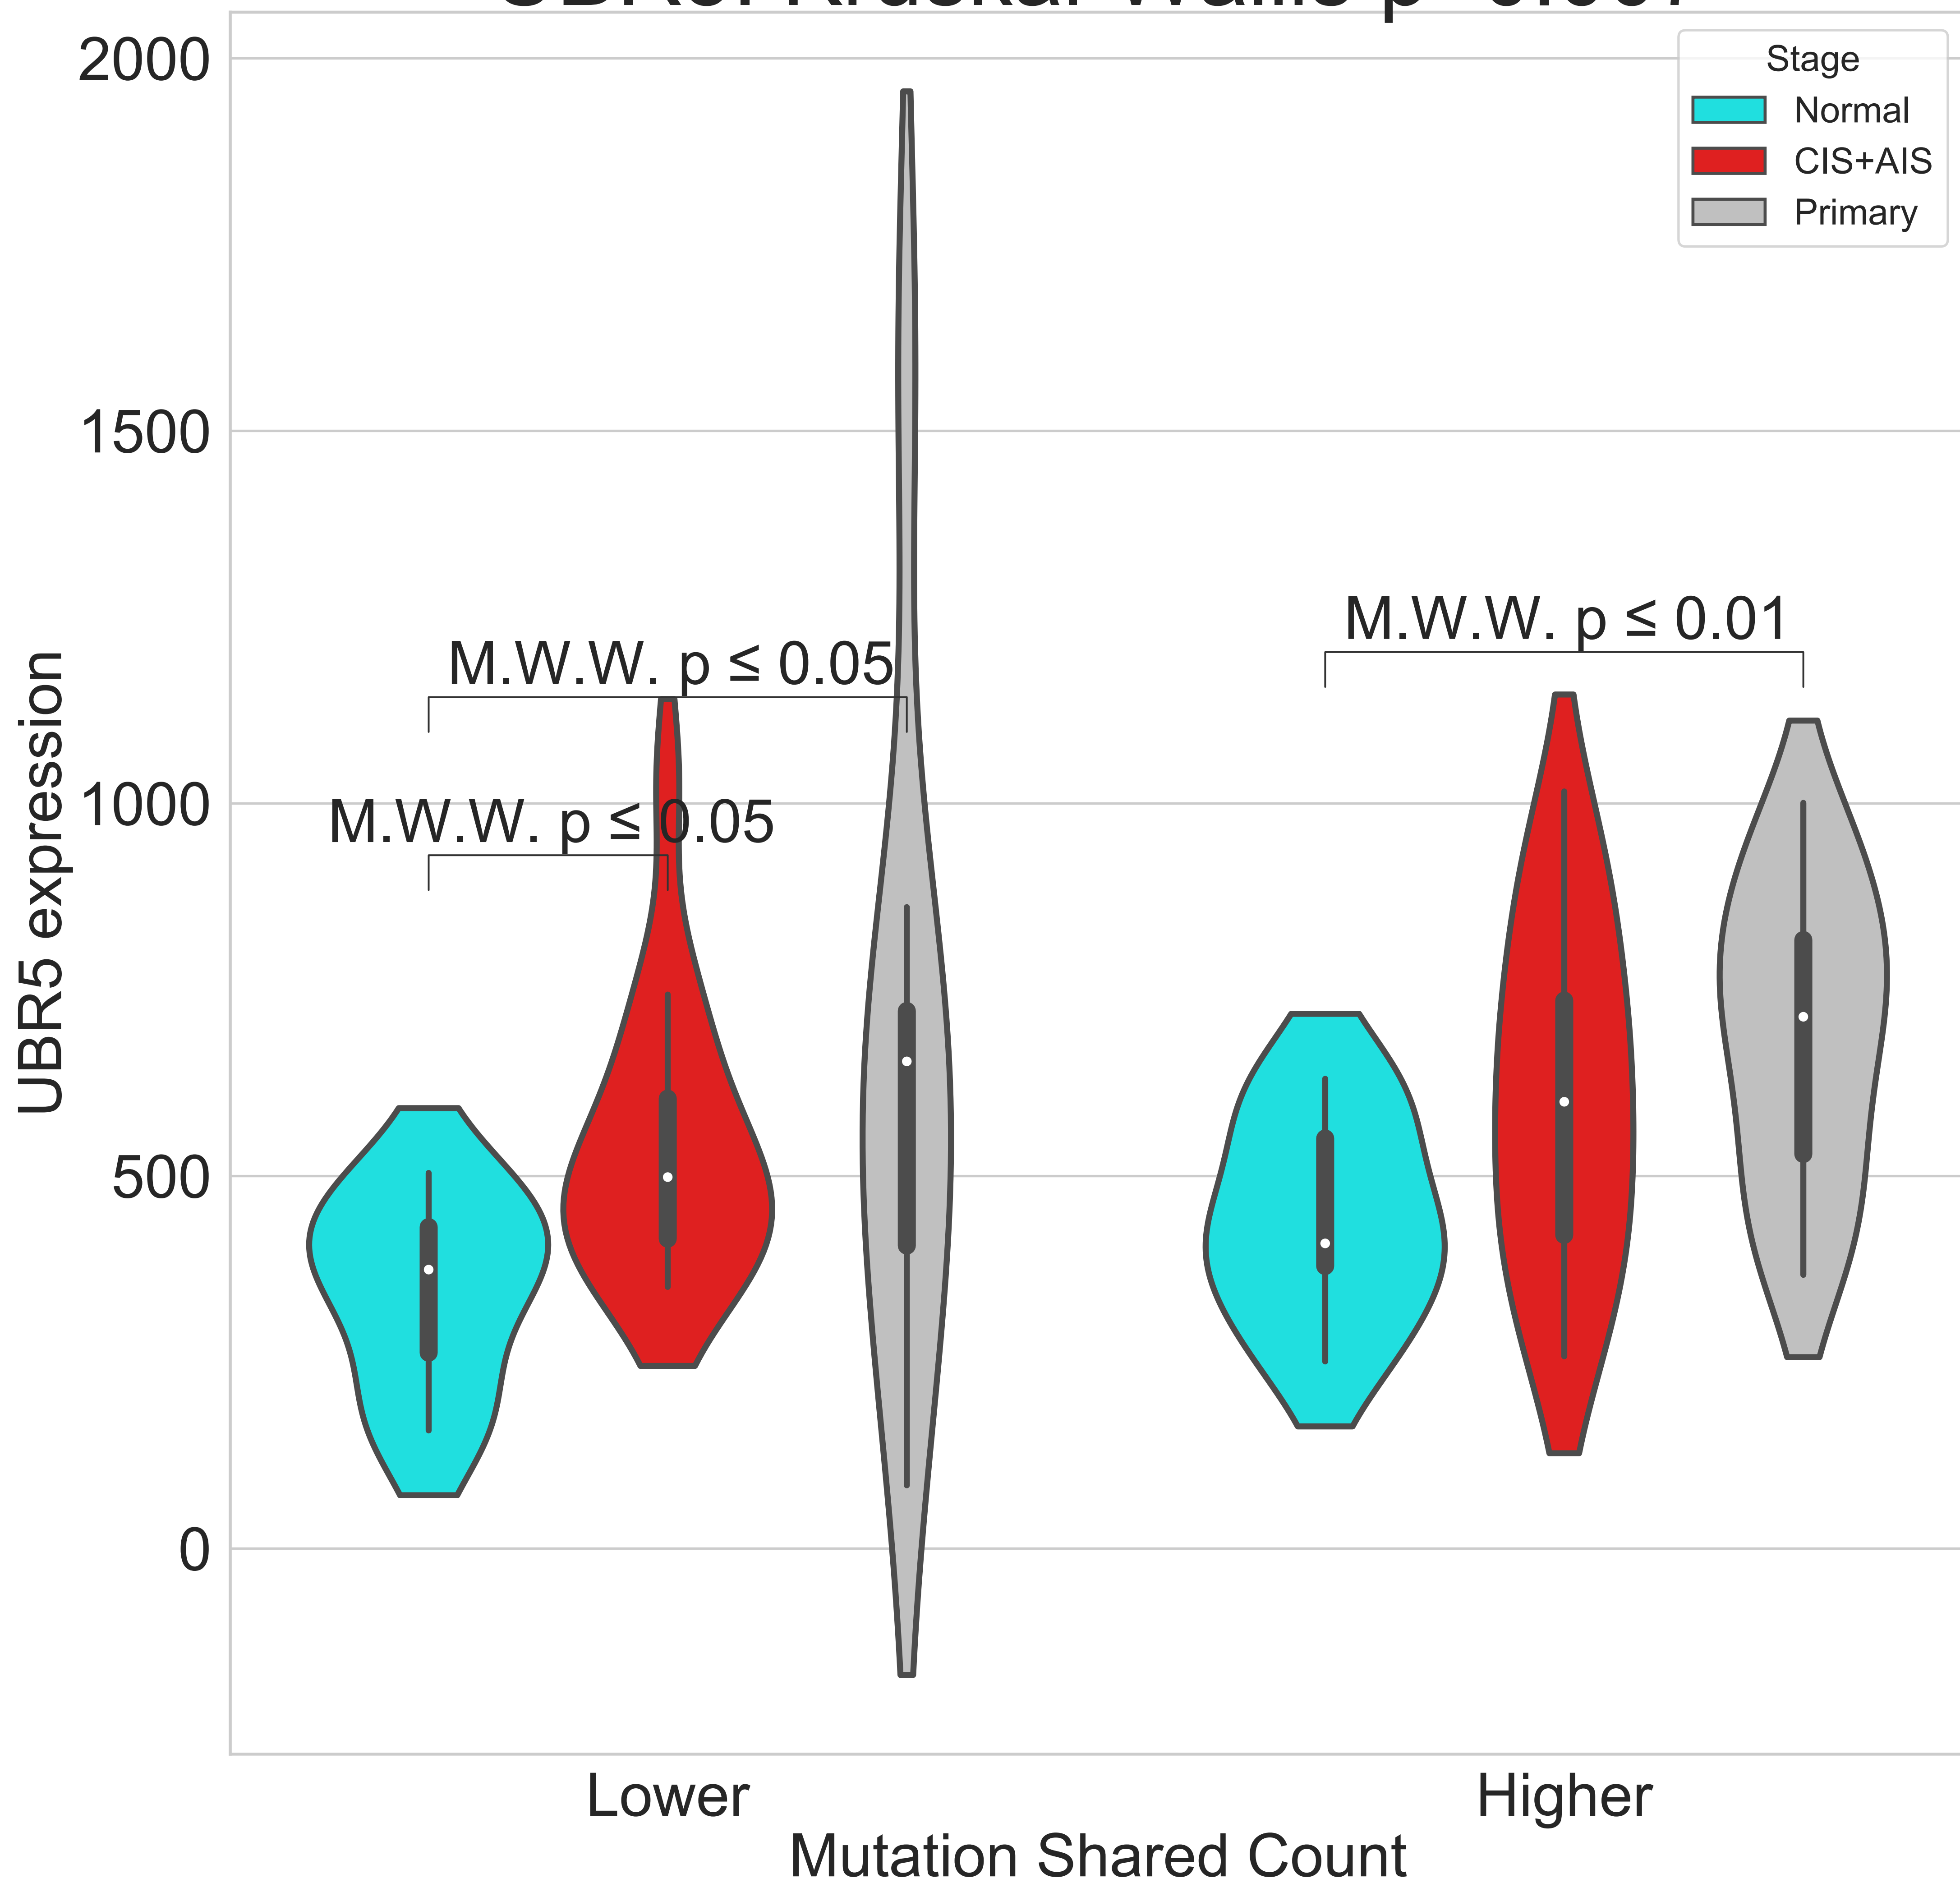 2000
1500
1000
500
0
UBR5 expression
Stage
Normal
CIS+AIS
Primary
M.W.W. p ≤ 0.05
M.W.W. p ≤ 0.05
M.W.W. p ≤ 0.01
Lower
Higher
Mutation Shared Count